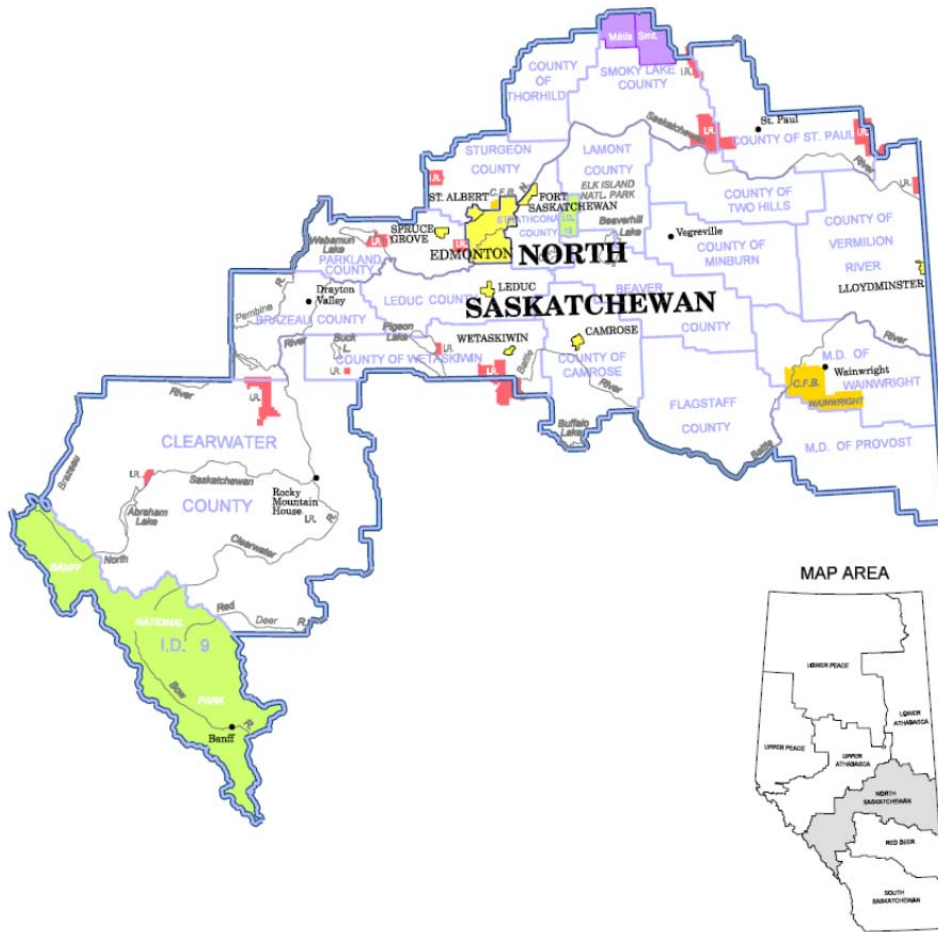 Métis Smt.
COUNTY
OF
THORHILD
SMOKY LAKE
COUNTY
I.R.
Saskatchewan
I.R.
St. Paul
COUNTY OF ST. PAUL
I.R.
River
I.R.
STURGEON
COUNTY
LAMONT
COUNTY
I.R.
C.F.B.
N.
ELK ISLAND
NATL. PARK
ST. ALBERT
FORT
SASKATCHEWAN
STRATHCONA
COUNTY
I.D.
13
Beaverhill
Lake
COUNTY OF
TWO HILLS
COUNTY OF
VERMILION
RIVER
Wabamun
Lake
I.R.
SPRUCE
GROVE
I.R.
EDMONTON
Vegreville
COUNTY OF
MINBURN
PARKLAND
COUNTY
NORTH
SASKATCHEWAN
LLOYDMINSTER
Pembina R.
Drayton
Valley
BRAZEAU COUNTY
LEDUC COUNTY
LEDUC
BEAVER
COUNTY
River
Buck
L.
Pigeon
Lake
I.R.
WETASKIWIN
COUNTY OF WETASKIWIN
I.R.
I.R.
Battle
CAMROSE
COUNTY OF
CAMROSE
River
River
M.D. OF
WAINWRIGHT
Wainwright
C.F.B.
WAINWRIGHT
FLAGSTAFF
COUNTY
Buffalo
Lake
Battle
M.D. OF PROVOST
River
I.R.
CLEARWATER
COUNTY
Brazeau
I.R.
Saskatchewan
Abraham
Lake
Rocky
Mountain
House
I.R.
R.
North
Clearwater
Red
Deer
R.
BANFF
NATIONAL
I.D. 9
PARK
Bow
R.
Banff
MAP AREA
LOWER PEACE
LOWER
ATHABASCA
UPPER PEACE
UPPER
ATHABASCA
NORTH
SASKATCHEWAN
RED DEER
SOUTH
SASKATCHEWAN